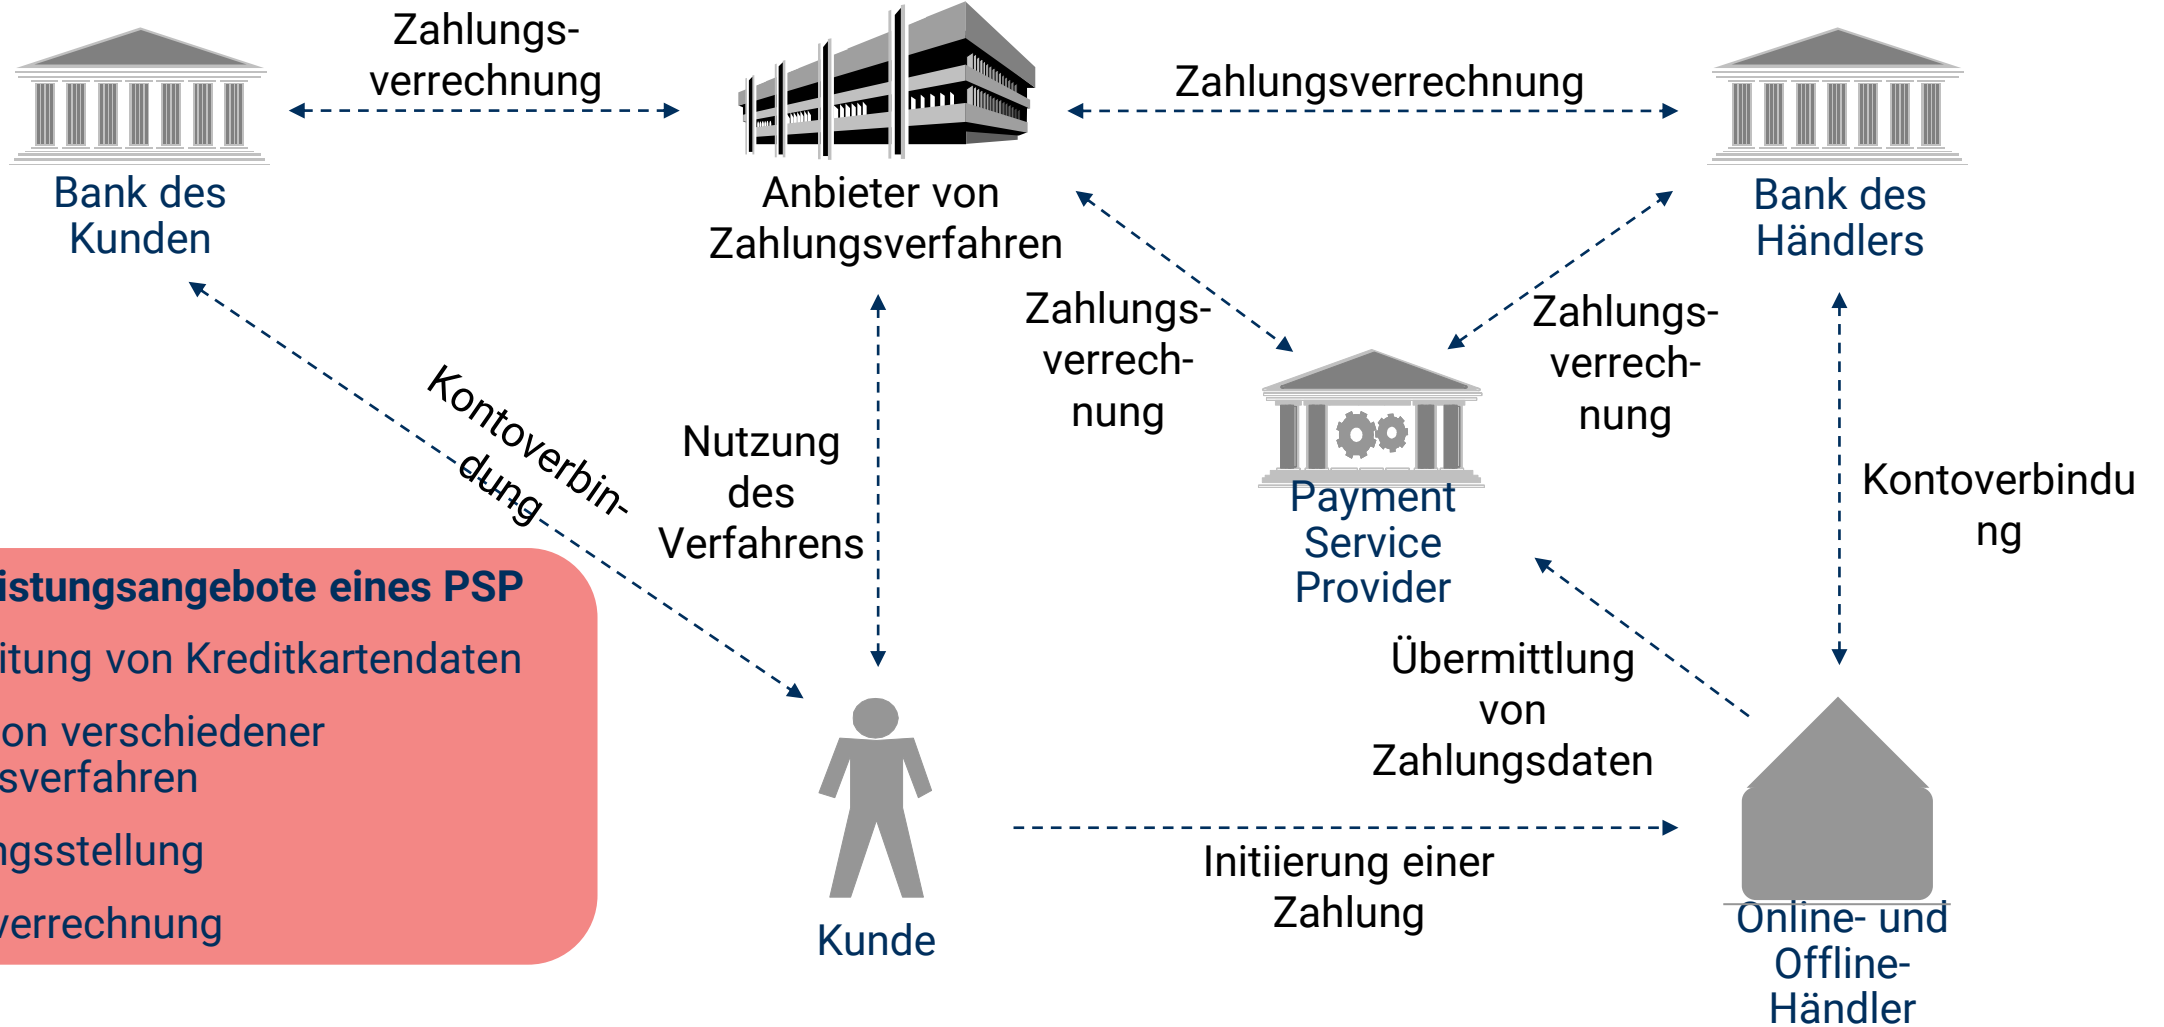 Zahlungs-
verrechnung
Zahlungsverrechnung
Bank des
Kunden
Anbieter von
Zahlungsverfahren
Bank des
Händlers
Zahlungs-
verrech-
nung
Zahlungs-
verrech-
nung
Kontoverbin-
dung
Nutzung
des
Verfahrens
Payment
Service
Provider
Kontoverbindu
ng
istungsangebote eines PSP
itung von Kreditkartendaten
on verschiedener
sverfahren
ngsstellung
verrechnung
Übermittlung
von
Zahlungsdaten
Initiierung einer
Zahlung
Kunde
Online- und
Offline-
Händler